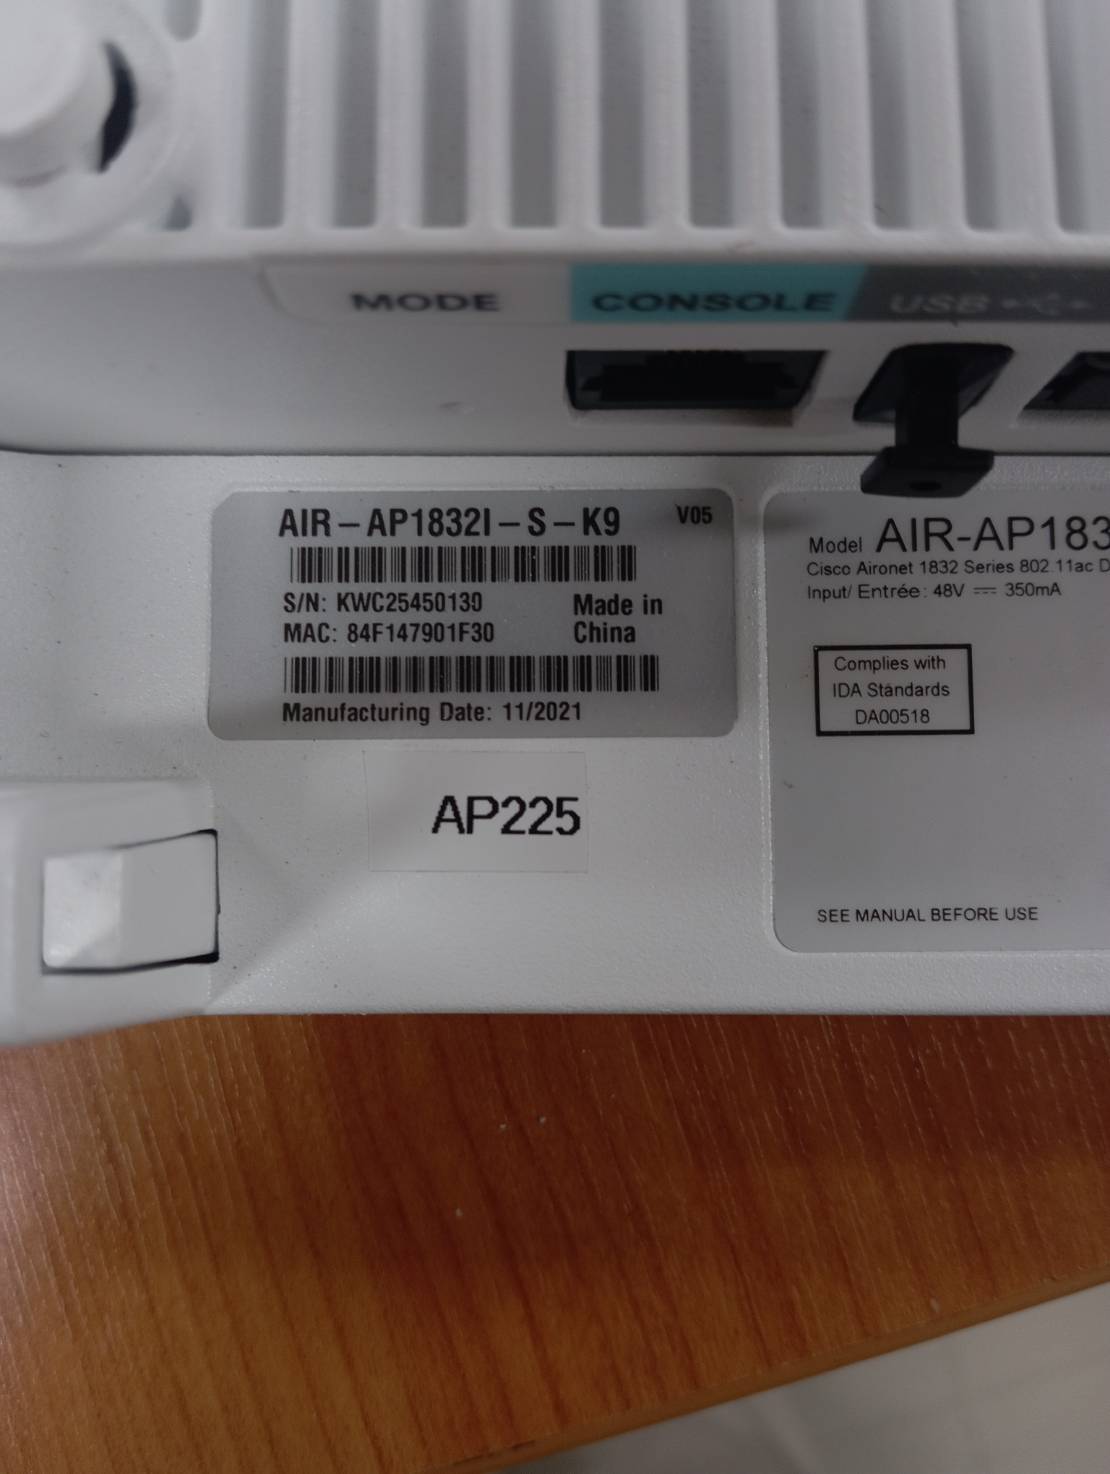 MODE CONSOLE USB
AIR-AP1832I-S-K9 V05
S/N: KWC25450130 Made in
MAC: 84F147901F30 China
Manufacturing Date: 11/2021
AP225
Model AIR-AP183
Cisco Aironet 1832 Series 802.11ac D
Input/ Entrée: 48V ⎓ 350mA
Complies with
IDA Standards
DA00518
SEE MANUAL BEFORE USE